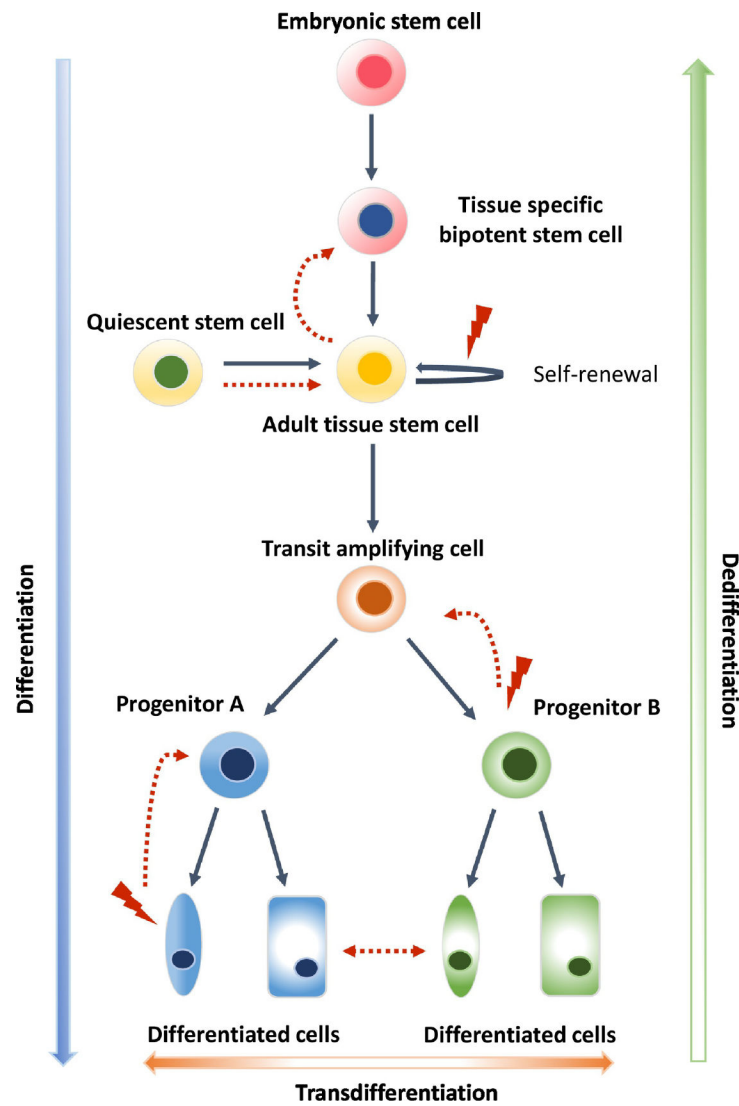 Embryonic stem cell
Tissue specific
bipotent stem cell
Quiescent stem cell
Self-renewal
Adult tissue stem cell
Transit amplifying cell
Differentiation
Dedifferentiation
Progenitor A
Progenitor B
Differentiated cells
Differentiated cells
Transdifferentiation